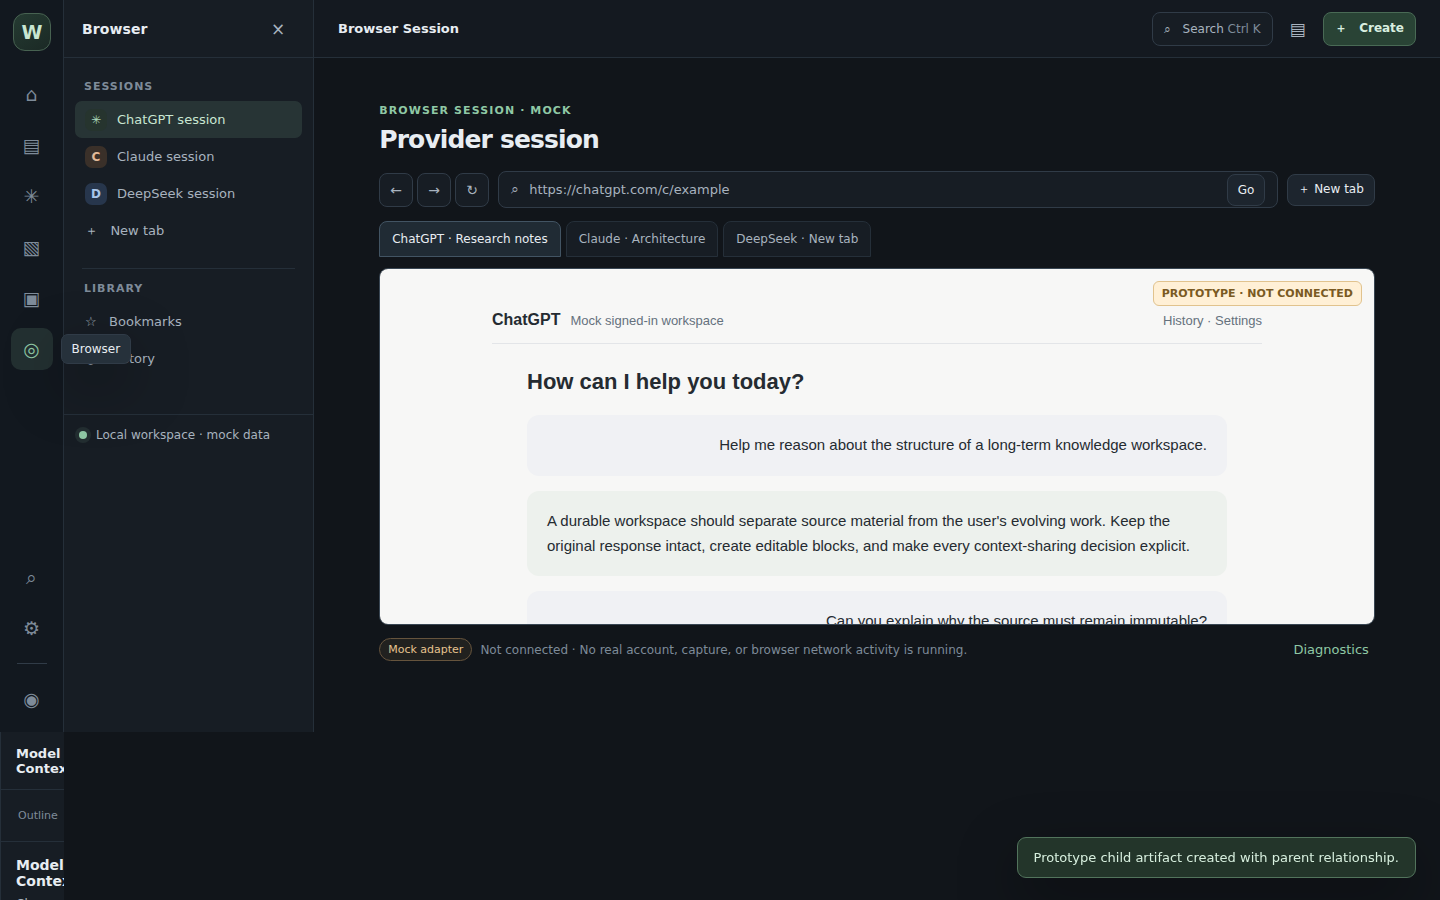 W
Browser
×
Browser Session
Search Ctrl K
+ Create
SESSIONS
ChatGPT session
C Claude session
D DeepSeek session
+ New tab
LIBRARY
Bookmarks
Browser
tory
Local workspace · mock data
BROWSER SESSION · MOCK
Provider session
← → ↻
https://chatgpt.com/c/example
Go
+ New tab
ChatGPT · Research notes
Claude · Architecture
DeepSeek · New tab
PROTOTYPE · NOT CONNECTED
ChatGPT Mock signed-in workspace
History · Settings
How can I help you today?
Help me reason about the structure of a long-term knowledge workspace.
A durable workspace should separate source material from the user's evolving work. Keep the
original response intact, create editable blocks, and make every context-sharing decision explicit.
Can you explain why the source must remain immutable?
Mock adapter
Not connected · No real account, capture, or browser network activity is running.
Diagnostics
Model
Contex
Outline
Model
Contex
Prototype child artifact created with parent relationship.